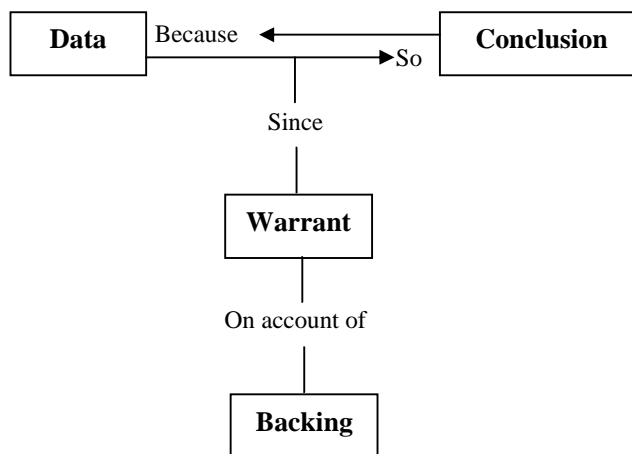 Data
Because
Conclusion
So
Since
Warrant
On account of
Backing